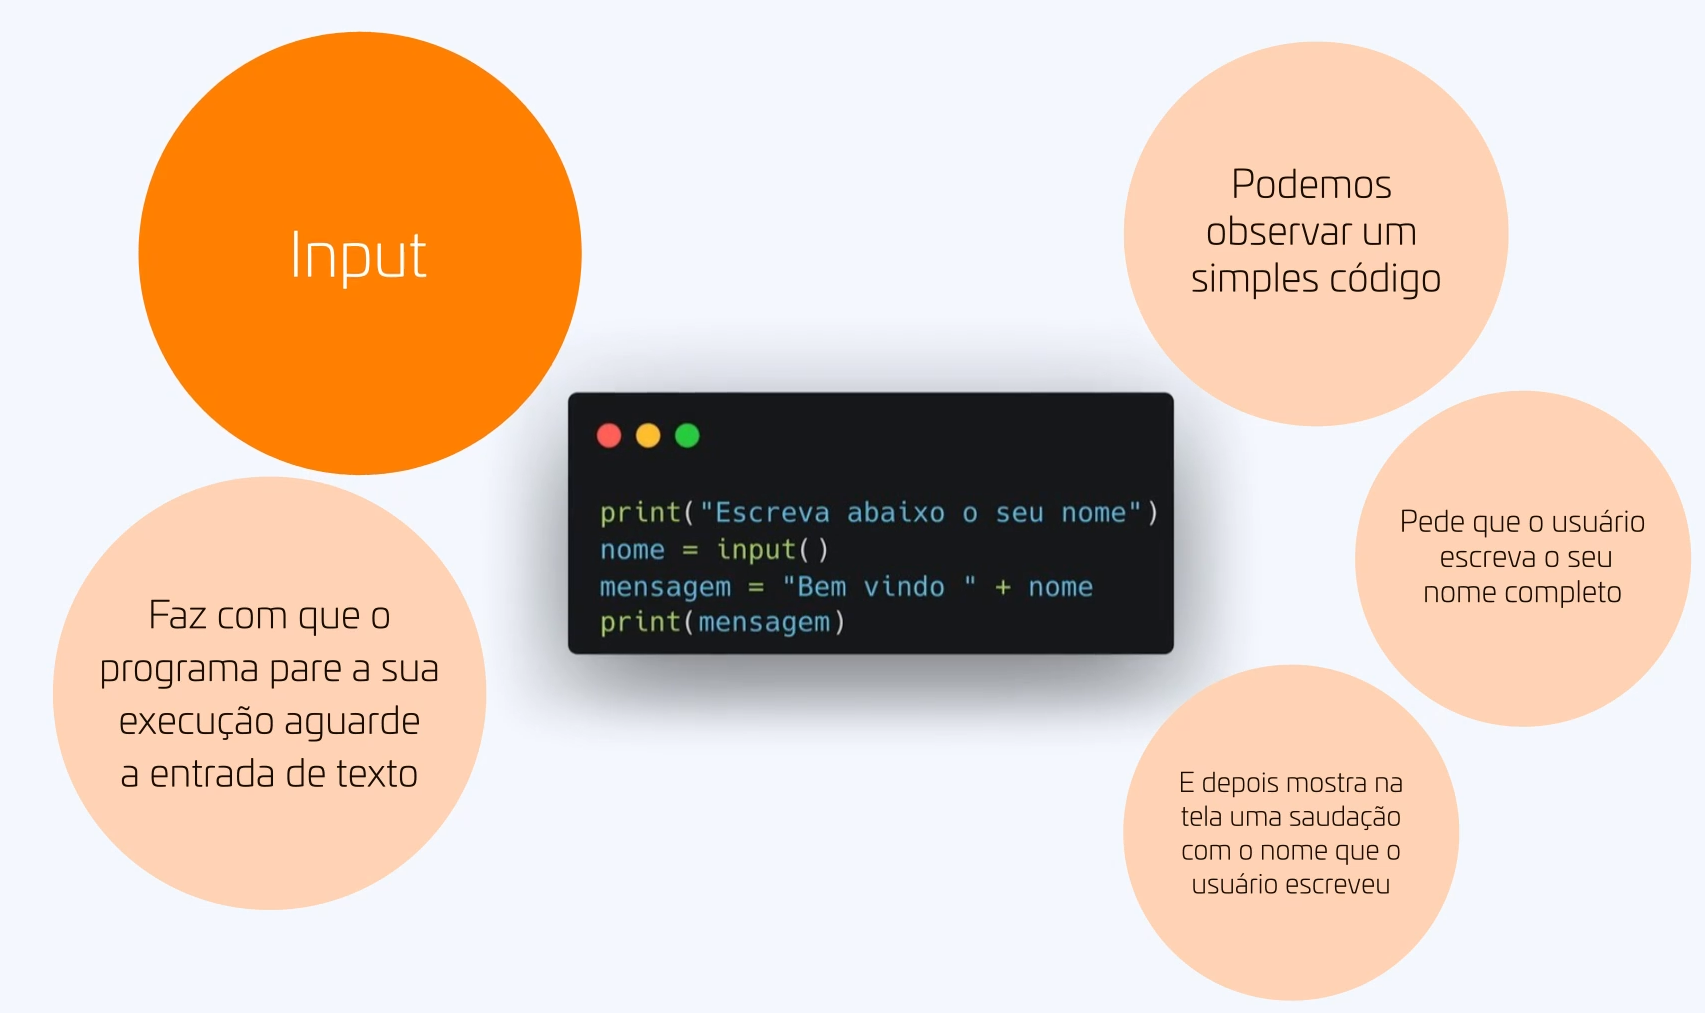 Input
Faz com que o
programa pare a sua
execução aguarde
a entrada de texto
print("Escreva abaixo o seu nome")
nome = input()
mensagem = "Bem vindo " + nome
print(mensagem)
Podemos
observar um
simples código
Pede que o usuário
escreva o seu
nome completo
E depois mostra na
tela uma saudação
com o nome que o
usuário escreveu